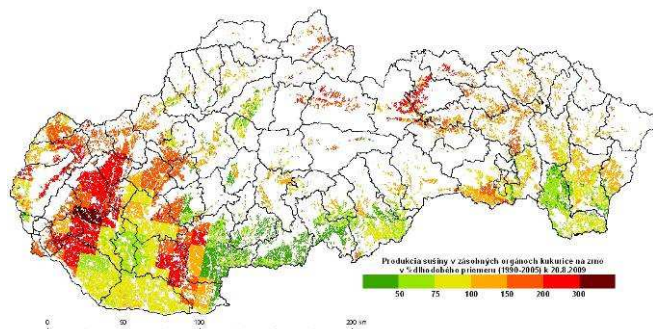 Produkcia sušiny v zásobných orgánoch kukurice na zrno
v % dlhodobého priemeru (1990-2005) k 20.8.2009
50 75 100 150 200 300
0 50 100 200 km